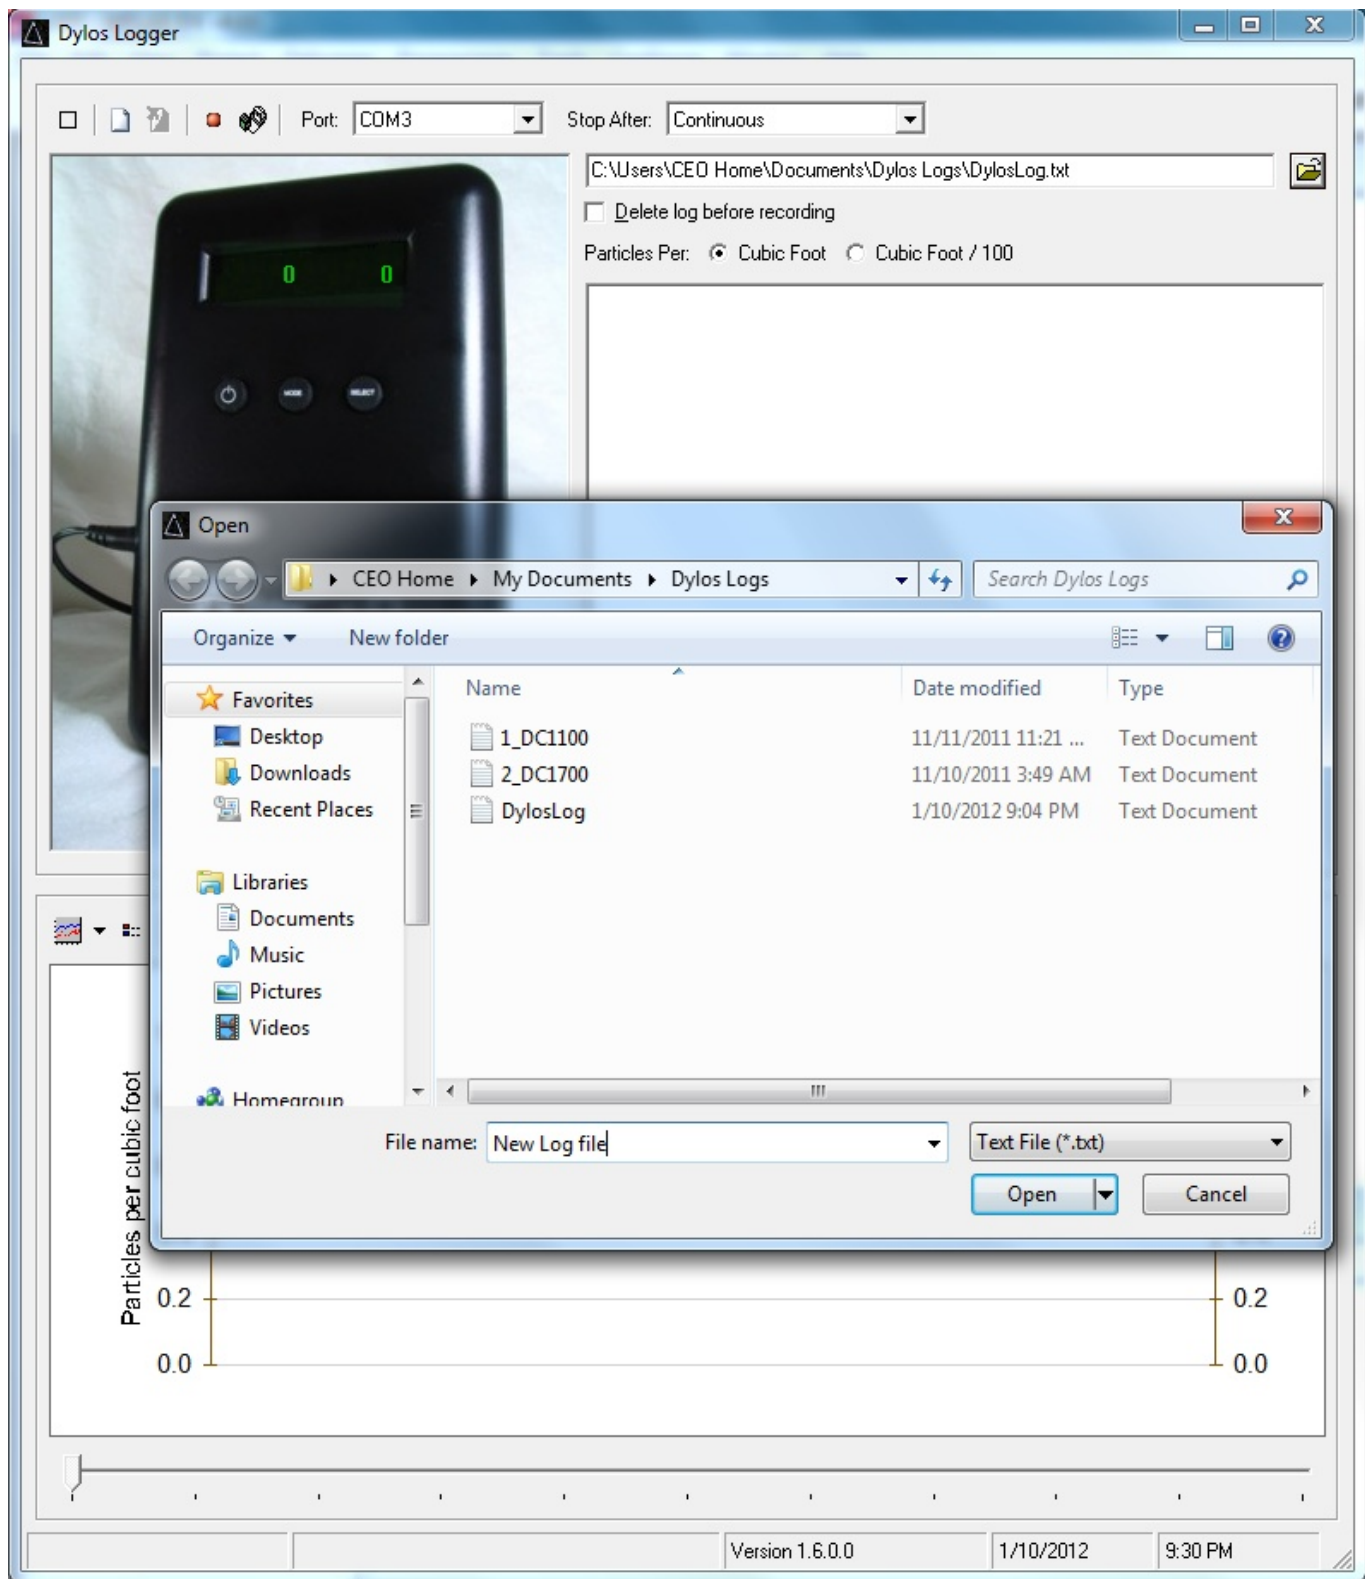 Dylos Logger
Port: COM3 Stop After: Continuous
C:\Users\CEO Home\Documents\Dylos Logs\DylosLog.txt
Delete log before recording
Particles Per: Cubic Foot Cubic Foot / 100
0 0
MODE SELECT
Open
CEO Home My Documents Dylos Logs Search Dylos Logs
Organize New folder
Name Date modified Type
Favorites
Desktop
Downloads
Recent Places
Libraries
Documents
Music
Pictures
Videos
Homegroup
1_DC1100 11/11/2011 11:21 ... Text Document
2_DC1700 11/10/2011 3:49 AM Text Document
DylosLog 1/10/2012 9:04 PM Text Document
File name: New Log file Text File (*.txt)
Open Cancel
Particles per cubic foot
0.2 0.2
0.0 0.0
Version 1.6.0.0 1/10/2012 9:30 PM